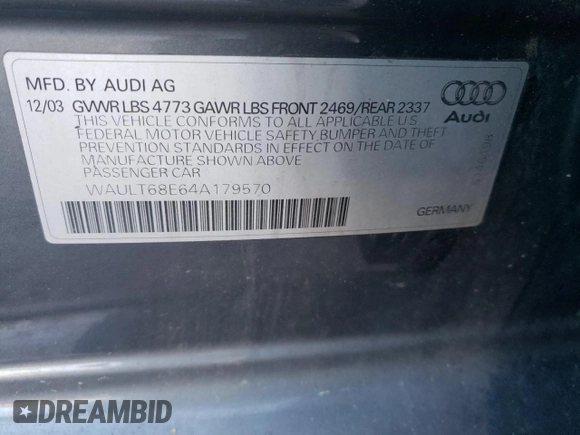 MFD. BY AUDI AG
12/03 GVWR LBS 4773 GAWR LBS FRONT 2469/REAR 2337
THIS VEHICLE CONFORMS TO ALL APPLICABLE U.S.
FEDERAL MOTOR VEHICLE SAFETY BUMPER AND THEFT
PREVENTION STANDARDS IN EFFECT ON THE DATE OF
MANUFACTURE SHOWN ABOVE
PASSENGER CAR
WAULT68E64A179570
Audi
GERMANY
DREAMBID